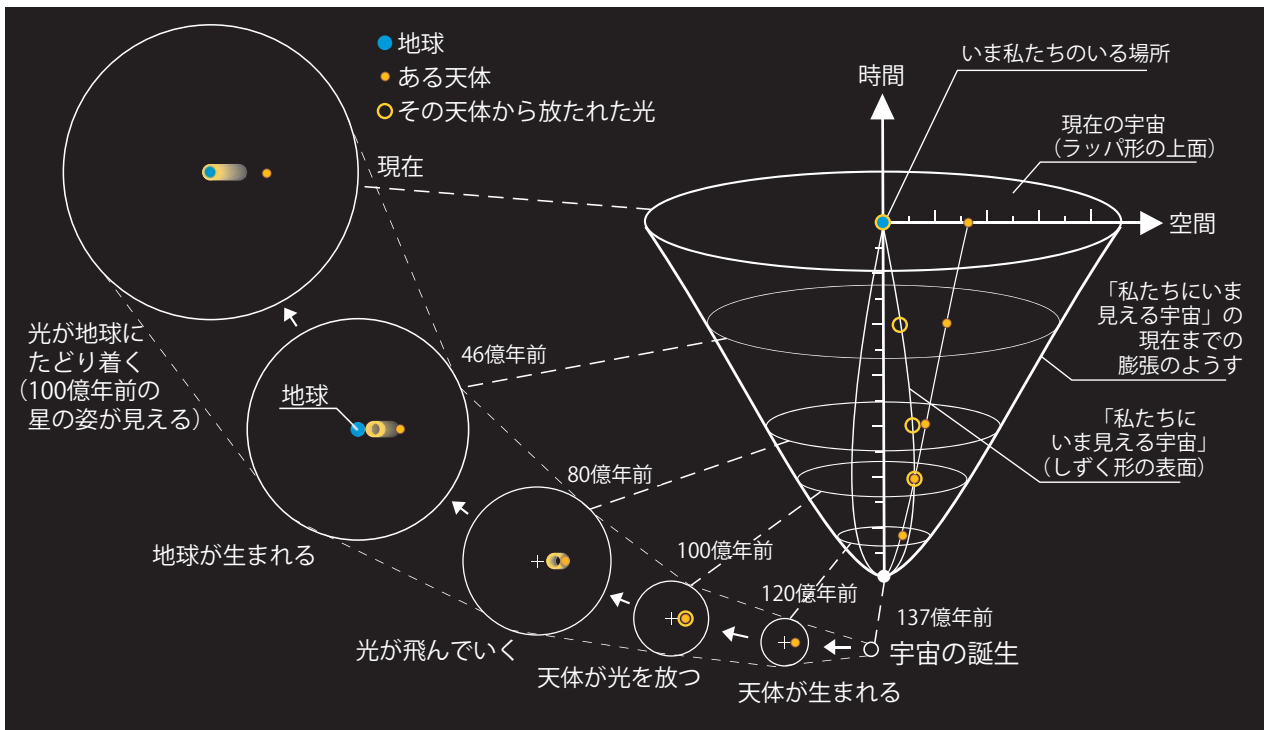 地球
ある天体
その天体から放たれた光
現在
光が地球に
たどり着く
（100億年前の
星の姿が見える）
地球
46億年前
地球が生まれる
80億年前
光が飛んでいく
100億年前
天体が光を放つ
120億年前
天体が生まれる
137億年前
宇宙の誕生
時間
いま私たちのいる場所
現在の宇宙
（ラッパ形の上面）
空間
「私たちにいま
見える宇宙」の
現在までの
膨張のようす
「私たちに
いま見える宇宙」
（しずく形の表面）